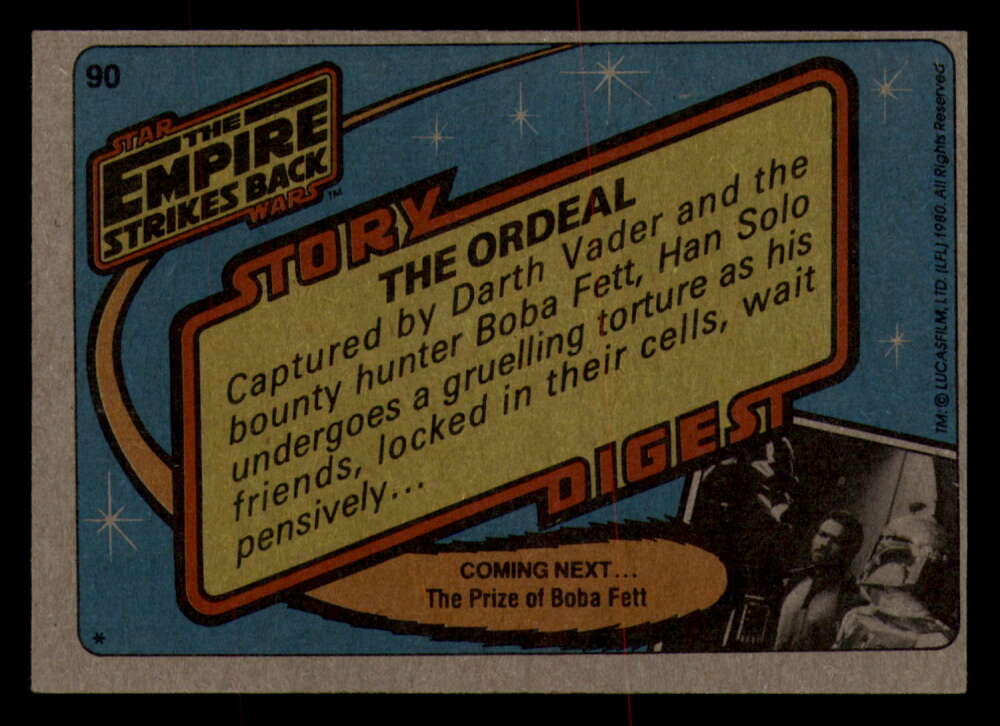 90
STAR
THE
EMPIRE
STRIKES BACK
WARS™
STORY
THE ORDEAL
Captured by Darth Vader and the
bounty hunter Boba Fett, Han Solo
undergoes a gruelling torture as his
friends, locked in their cells, wait
pensively...
DIGEST
COMING NEXT...
The Prize of Boba Fett
*
TM: © LUCASFILM, LTD. (LFL) 1980. All Rights Reserved